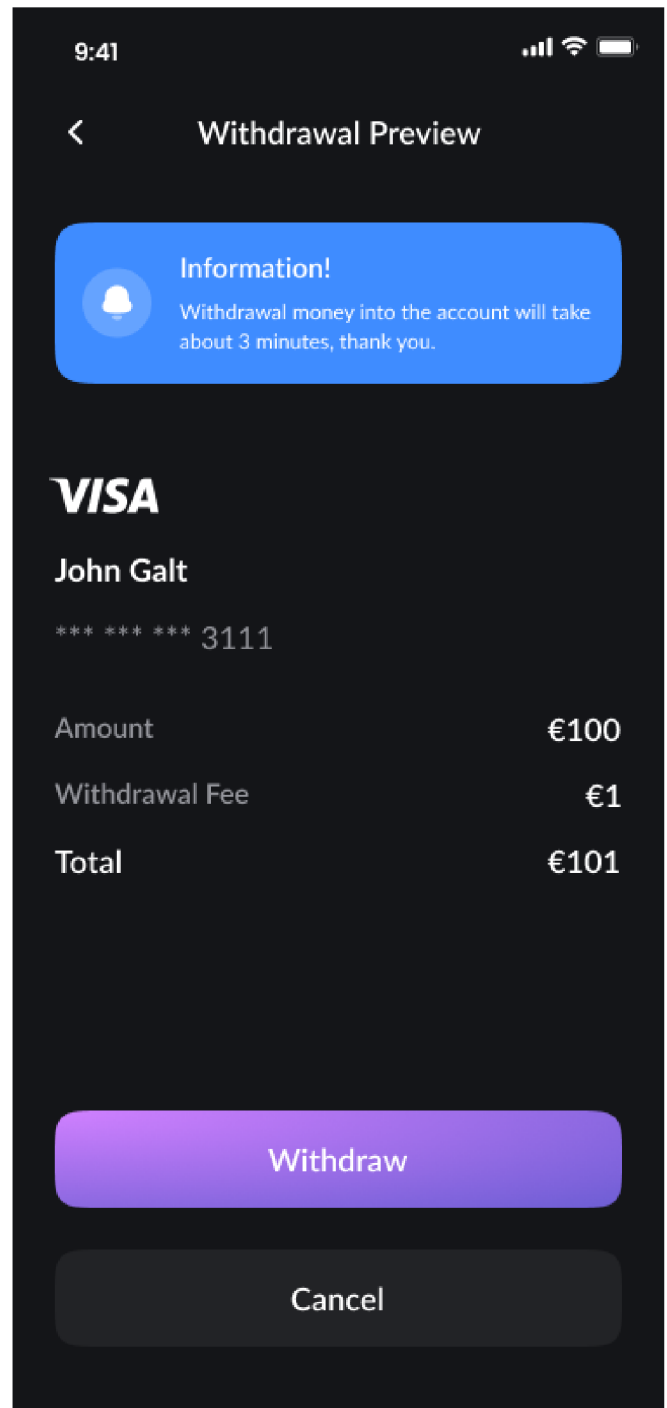 9:41
Withdrawal Preview
Information!
Withdrawal money into the account will take
about 3 minutes, thank you.
VISA
John Galt
*** *** *** 3111
Amount €100
Withdrawal Fee €1
Total €101
Withdraw
Cancel